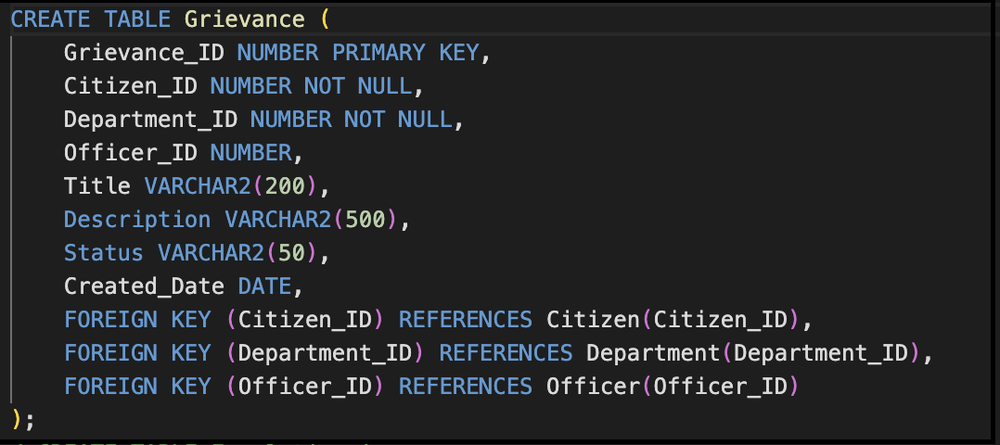 CREATE TABLE Grievance (
Grievance_ID NUMBER PRIMARY KEY,
Citizen_ID NUMBER NOT NULL,
Department_ID NUMBER NOT NULL,
Officer_ID NUMBER,
Title VARCHAR2(200),
Description VARCHAR2(500),
Status VARCHAR2(50),
Created_Date DATE,
FOREIGN KEY (Citizen_ID) REFERENCES Citizen(Citizen_ID),
FOREIGN KEY (Department_ID) REFERENCES Department(Department_ID),
FOREIGN KEY (Officer_ID) REFERENCES Officer(Officer_ID)
);